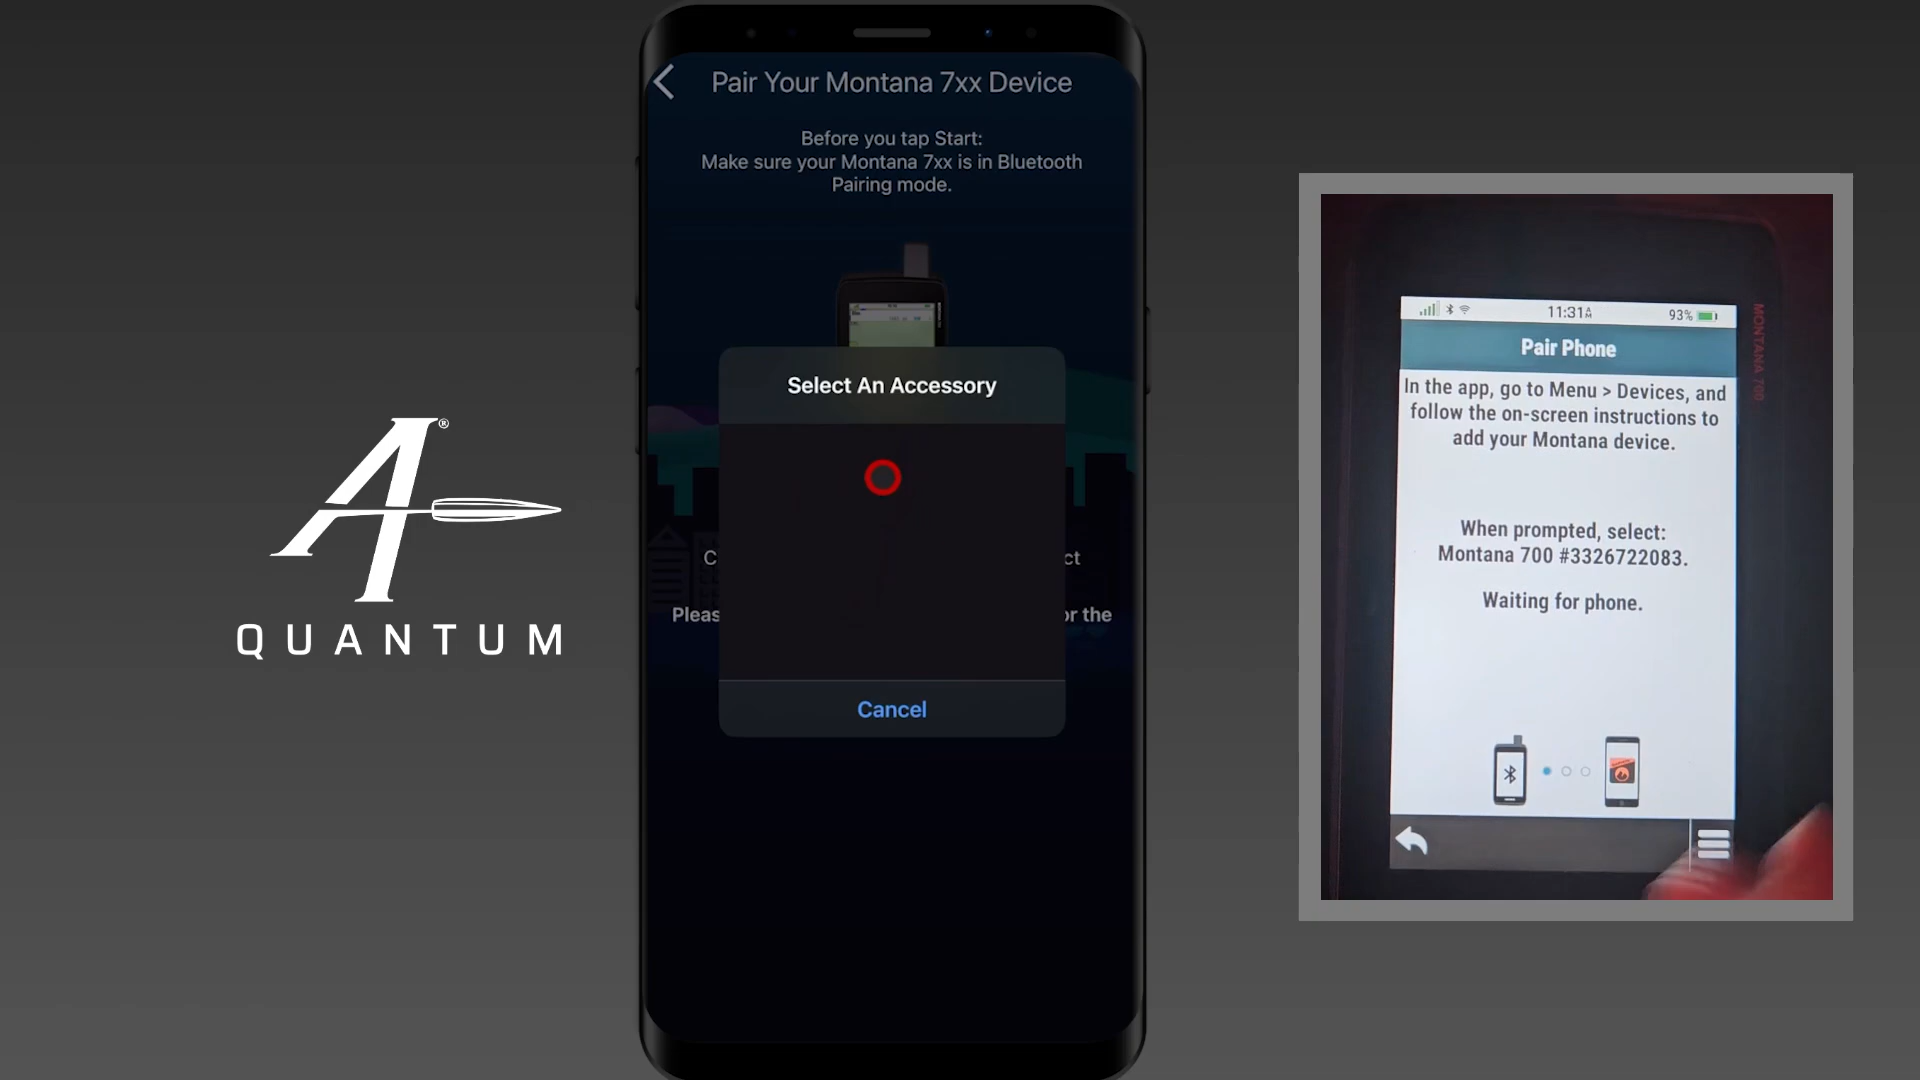 A®
QUANTUM
Pair Your Montana 7xx Device
Before you tap Start:
Make sure your Montana 7xx is in Bluetooth
Pairing mode.
Select An Accessory
Cancel
MONTANA 700
11:31
93%
Pair Phone
In the app, go to Menu > Devices, and
follow the on-screen instructions to
add your Montana device.
When prompted, select:
Montana 700 #3326722083.
Waiting for phone.